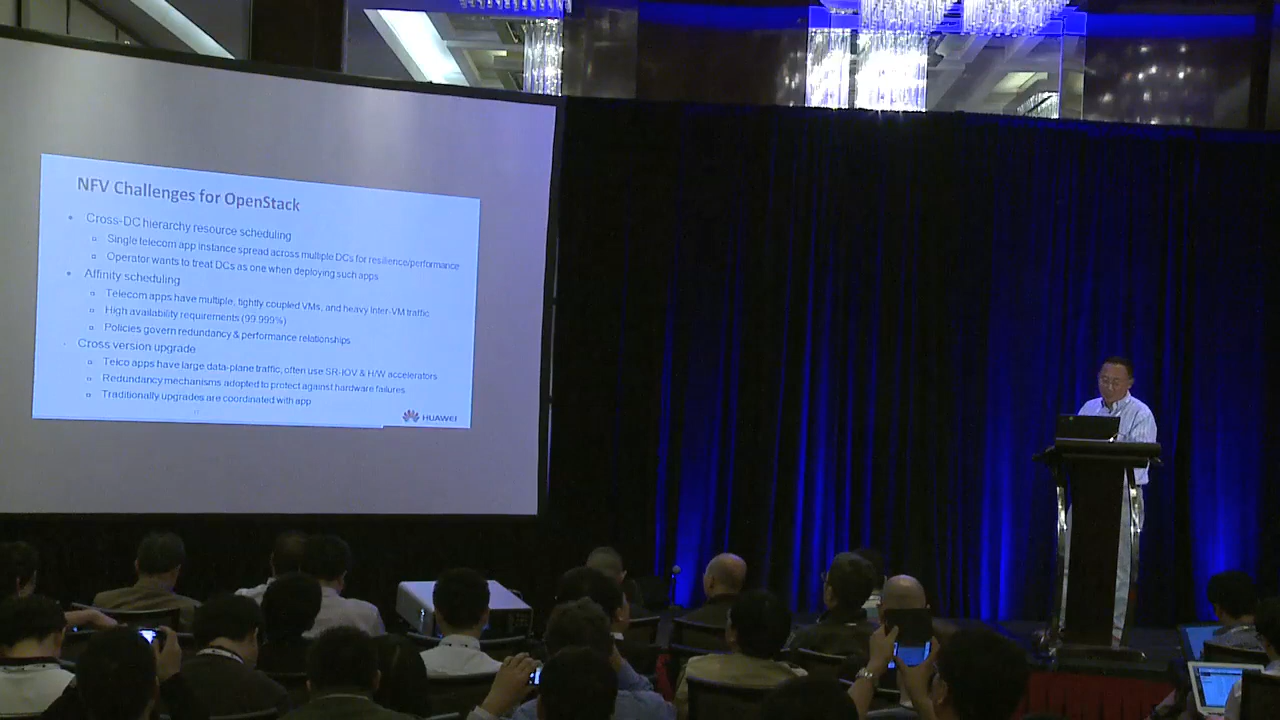 NFV Challenges for OpenStack
Cross-DC hierarchy resource scheduling
Single telecom app instance spread across multiple DCs for resilience/performance
Operator wants to treat DCs as one when deploying such apps
Affinity scheduling
Telecom apps have multiple, tightly coupled VMs, and heavy Inter-VM traffic
High availability requirements (99.999%)
Policies govern redundancy & performance relationships
Cross version upgrade
Telco apps have large data-plane traffic, often use SR-IOV & H/W accelerators
Redundancy mechanisms adopted to protect against hardware failures
Traditionally upgrades are coordinated with app
HUAWEI